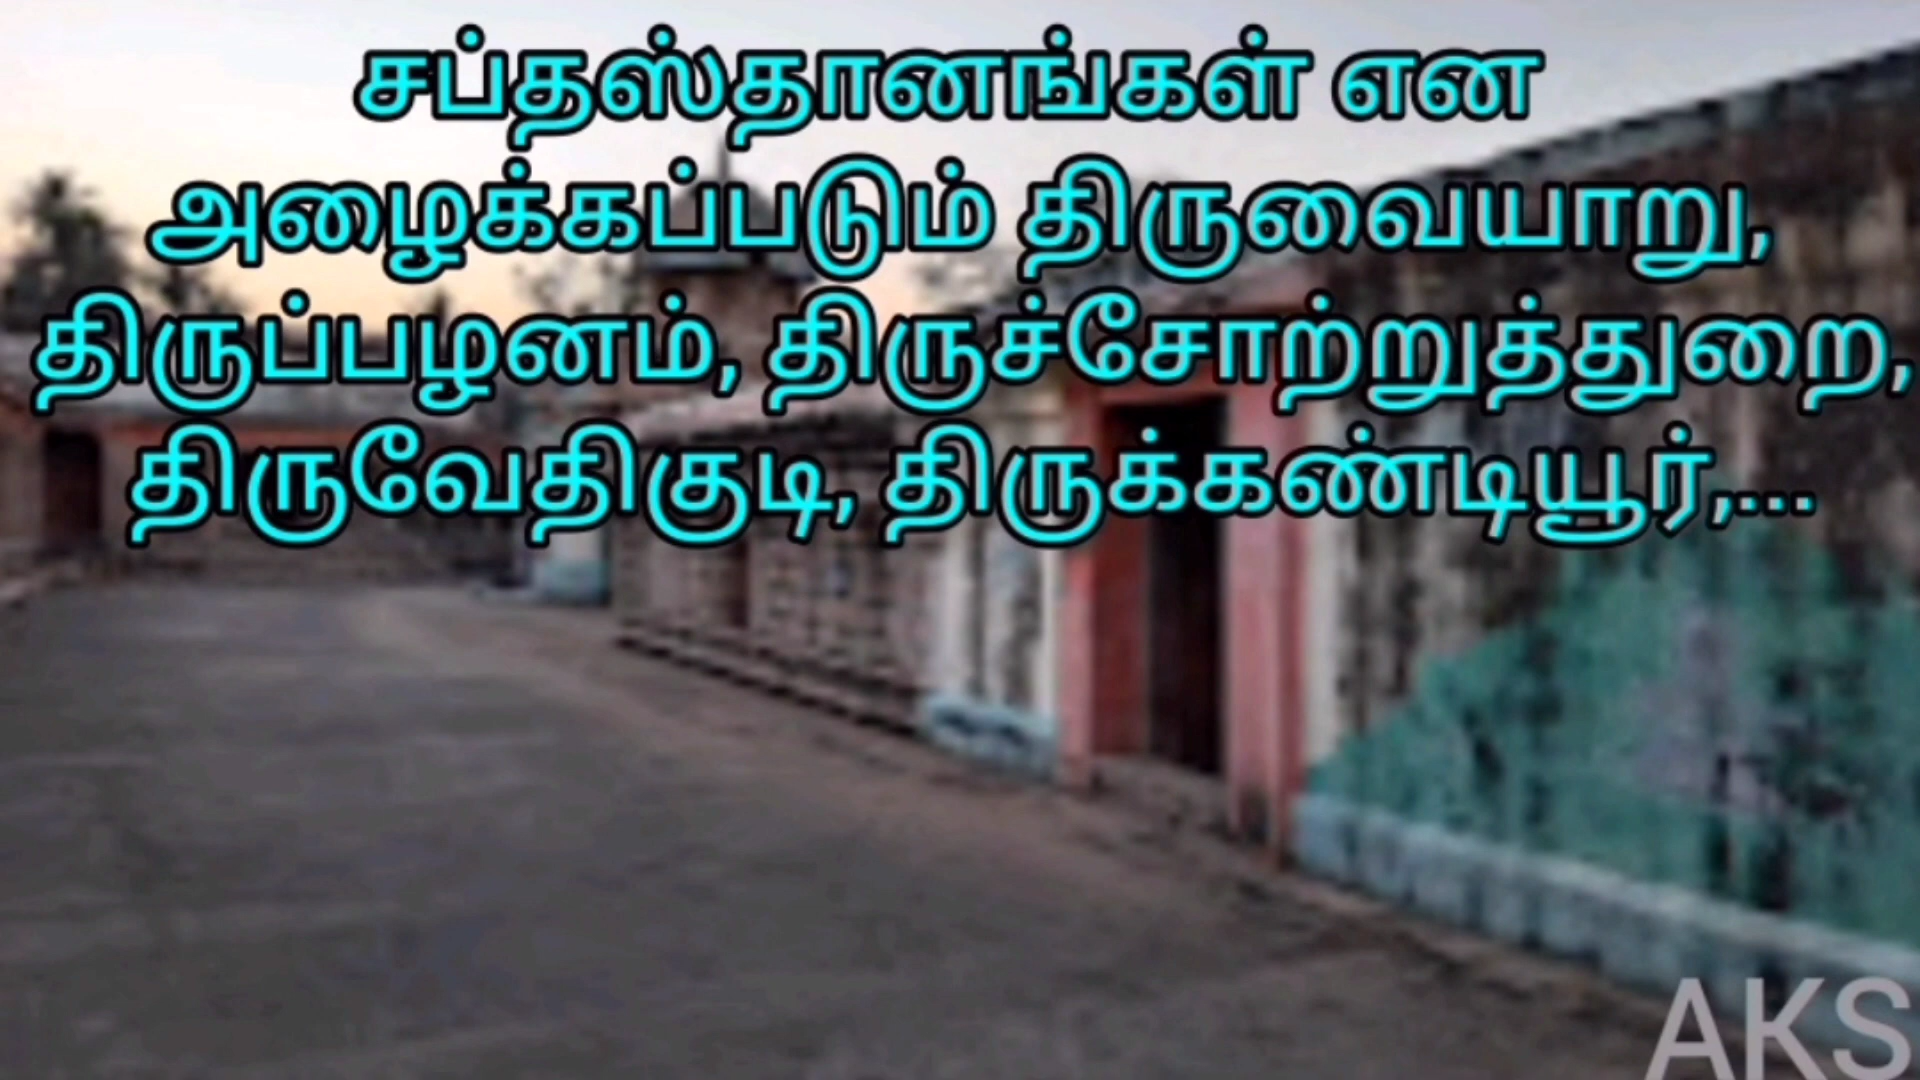 சப்தஸ்தானங்கள் என
அழைக்கப்படும் திருவையாறு,
திருப்பழனம், திருச்சோற்றுத்துறை,
திருவேதிகுடி, திருக்கண்டியூர்,...
AKS